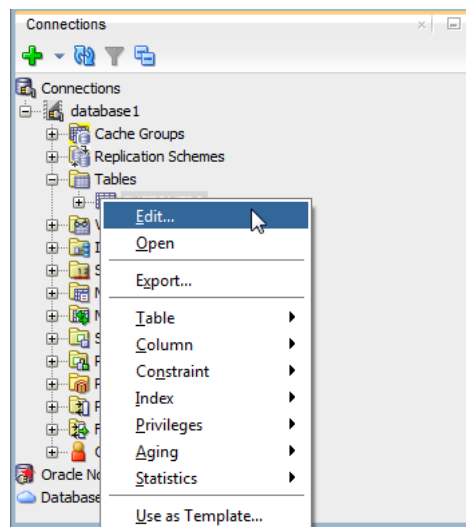 Connections
Connections
database1
Cache Groups
Replication Schemes
Tables
Edit...
Open
Export...
Table
Column
Constraint
Index
Privileges
Aging
Statistics
Use as Template...
V
I
S
M
M
S
P
P
P
F
Oracle No
Database